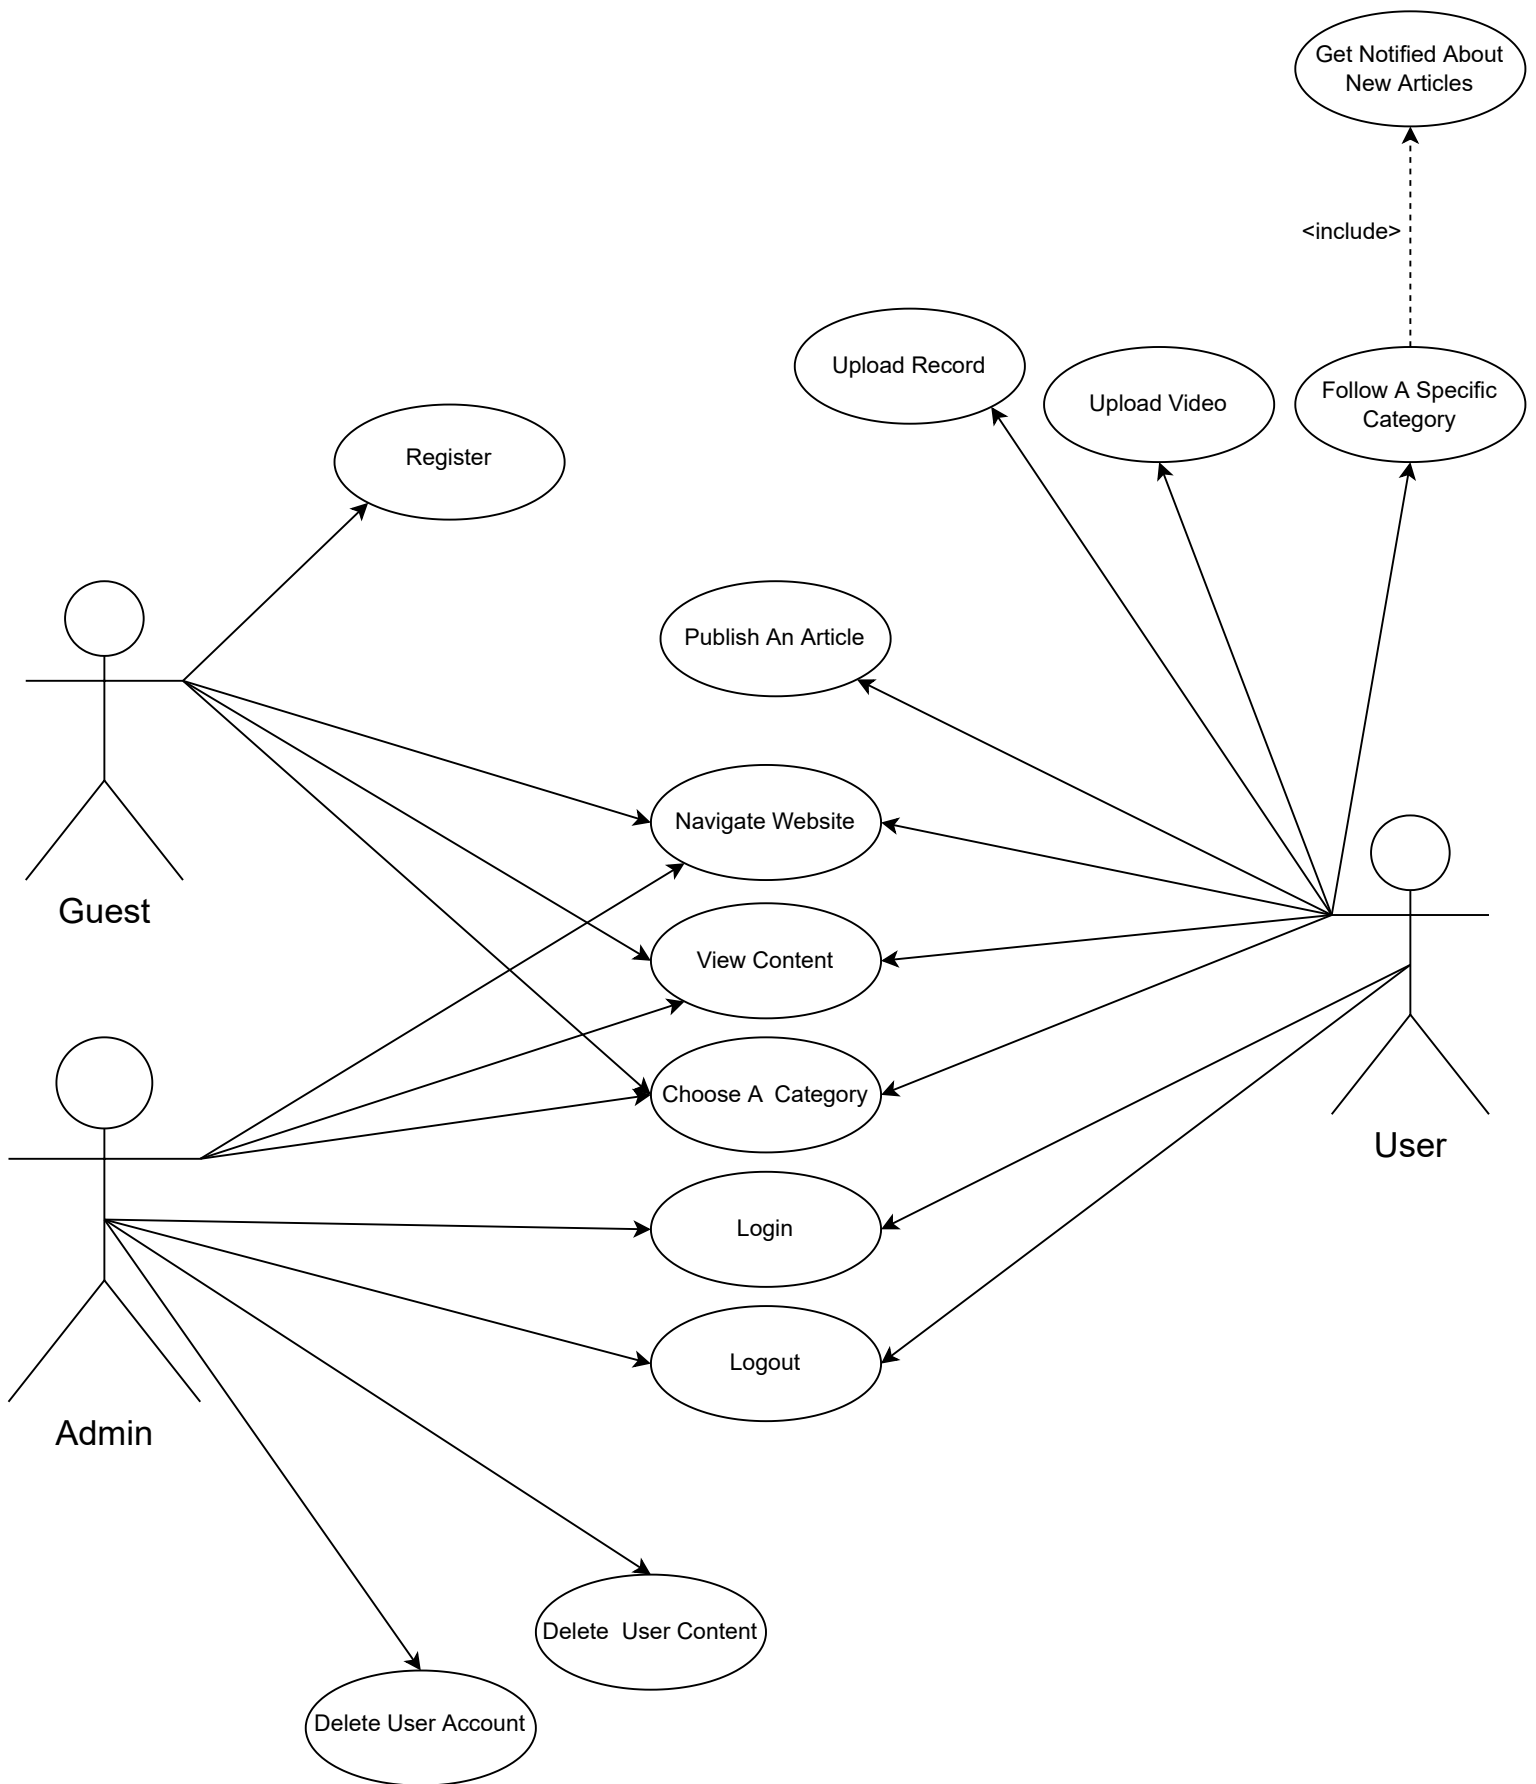 Get Notified About
New Articles
<include>
Upload Record
Upload Video
Follow A Specific
Category
Register
Publish An Article
Navigate Website
Guest
View Content
Choose A  Category
User
Login
Logout
Admin
Delete  User Content
Delete User Account